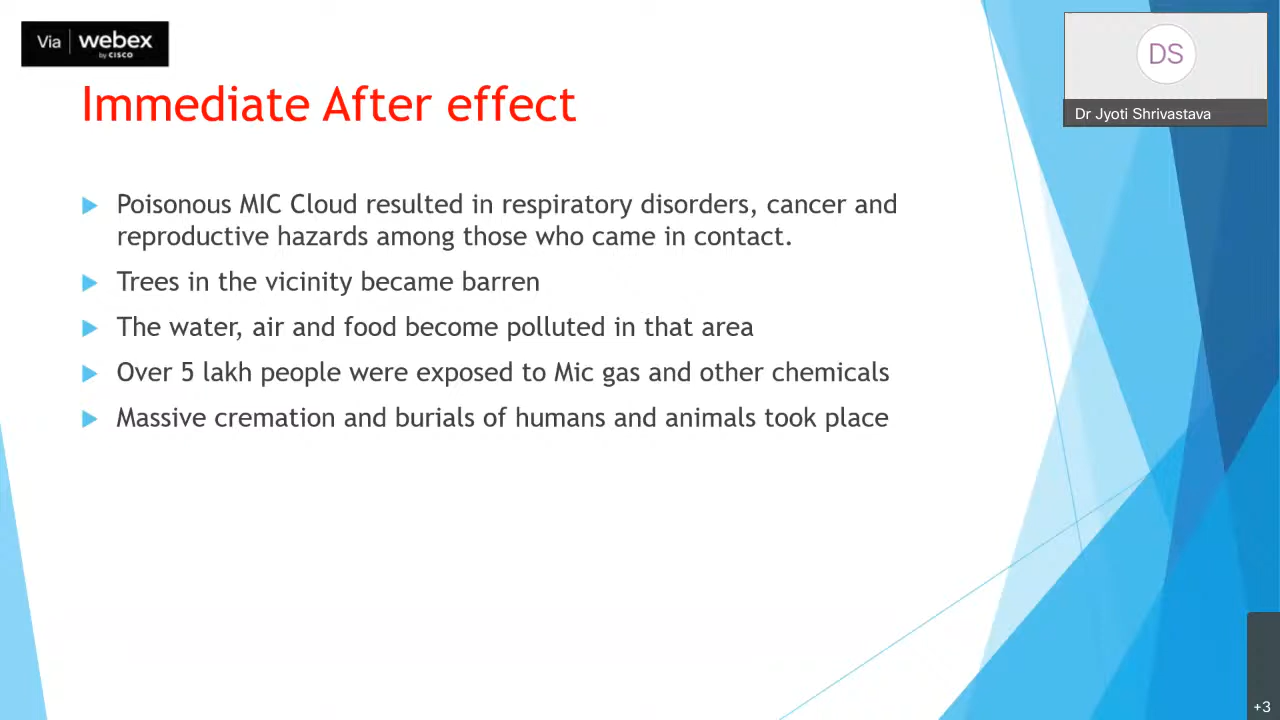 Via webex
by CISCO
DS
Dr Jyoti Shrivastava
Immediate After effect
Poisonous MIC Cloud resulted in respiratory disorders, cancer and
reproductive hazards among those who came in contact.
Trees in the vicinity became barren
The water, air and food become polluted in that area
Over 5 lakh people were exposed to Mic gas and other chemicals
Massive cremation and burials of humans and animals took place
+3